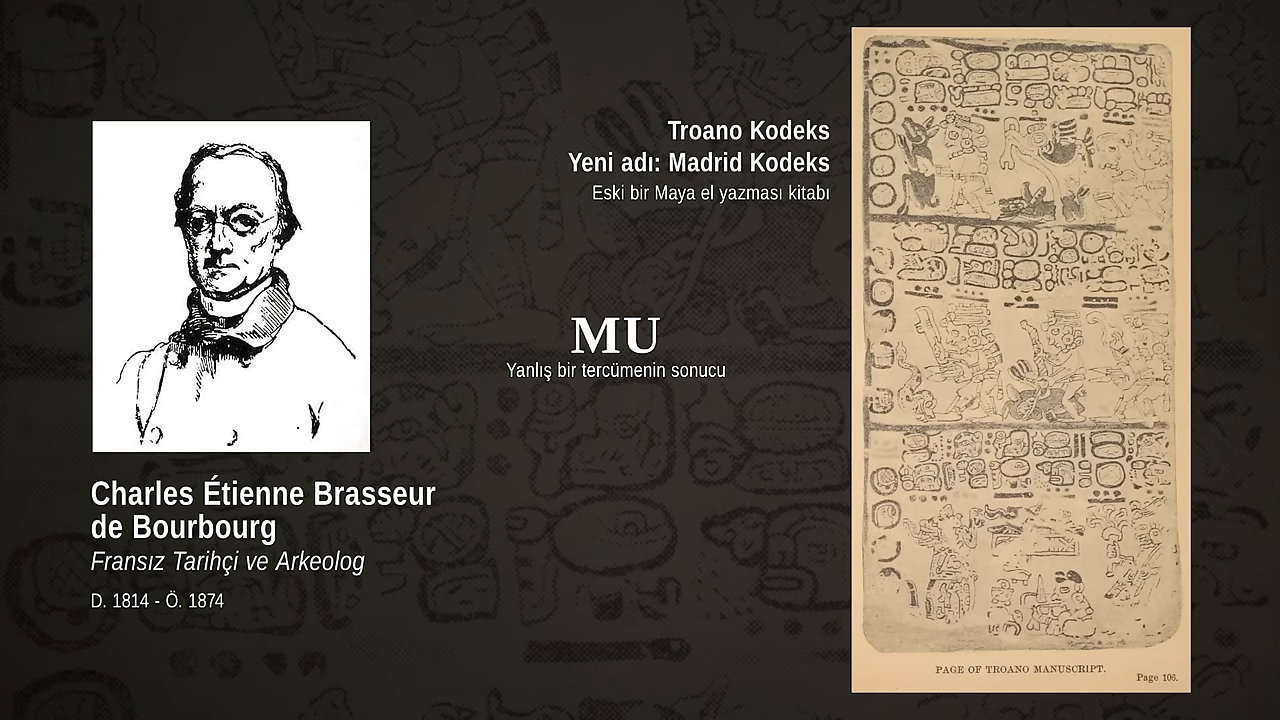 Troano Kodeks
Yeni adı: Madrid Kodeks
Eski bir Maya el yazması kitabı
MU
Yanlış bir tercümenin sonucu
Charles Étienne Brasseur
de Bourbourg
Fransız Tarihçi ve Arkeolog
D. 1814 - Ö. 1874
PAGE OF TROANO MANUSCRIPT.
Page 106.